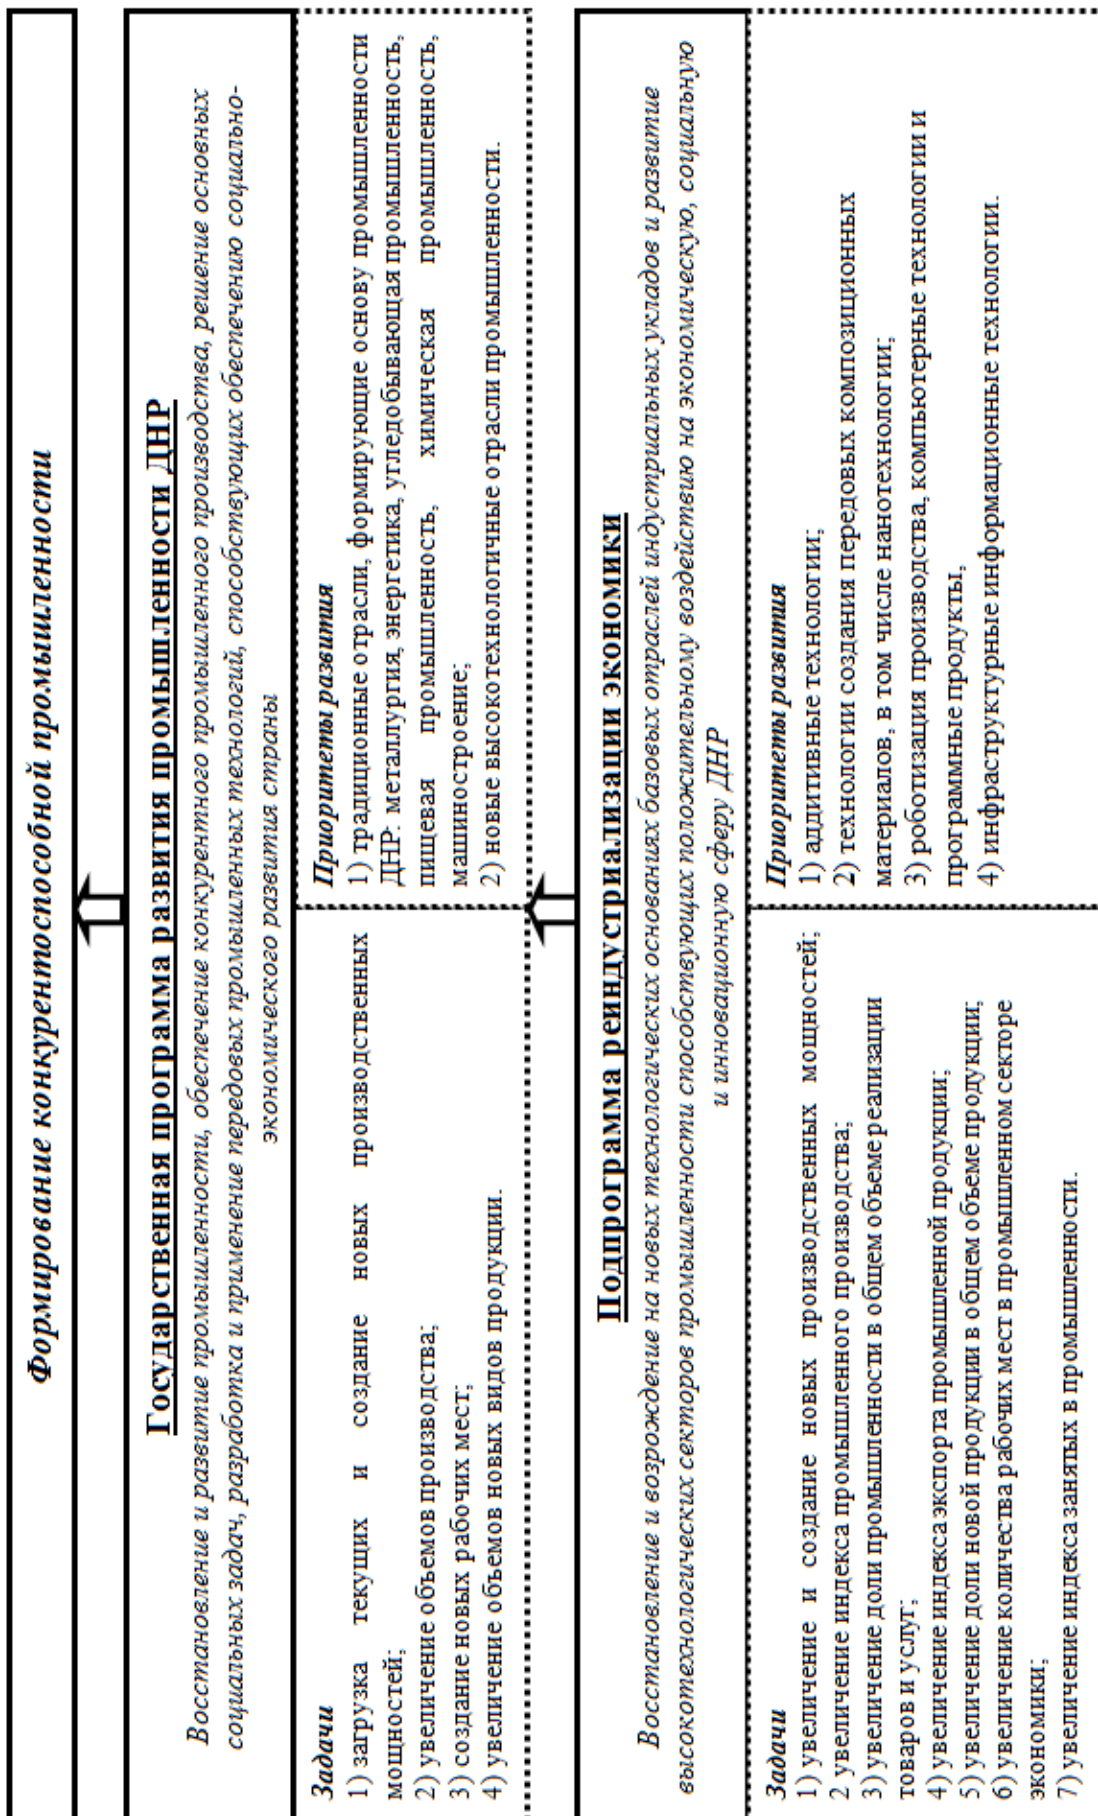 Формирование конкурентоспособной промышленности
Государственная программа развития промышленности ДНР
Восстановление и развитие промышленности, обеспечение конкурентного промышленного производства, решение основных
социальных задач, разработка и применение передовых промышленных технологий, способствующих обеспечению социально-
экономического развития страны
Задачи
1) загрузка текущих и создание новых производственных
мощностей;
2) увеличение объемов производства;
3) создание новых рабочих мест;
4) увеличение объемов новых видов продукции.
Приоритеты развития
1) традиционные отрасли, формирующие основу промышленности
ДНР: металлургия, энергетика, угледобывающая промышленность,
пищевая промышленность, химическая промышленность,
машиностроение;
2) новые высокотехнологичные отрасли промышленности.
Подпрограмма реиндустриализации экономики
Восстановление и возрождение на новых технологических основаниях базовых отраслей индустриальных укладов и развитие
высокотехнологических секторов промышленности способствующих положительному воздействию на экономическую, социальную
и инновационную сферу ДНР
Задачи
1) увеличение и создание новых производственных мощностей;
2 увеличение индекса промышленного производства;
3) увеличение доли промышленности в общем объеме реализации
товаров и услуг;
4) увеличение индекса экспорта промышленной продукции;
5) увеличение доли новой продукции в общем объеме продукции;
6) увеличение количества рабочих мест в промышленном секторе
экономики;
7) увеличение индекса занятых в промышленности.
Приоритеты развития
1) аддитивные технологии;
2) технологии создания передовых композиционных
материалов, в том числе нанотехнологии;
3) роботизация производства, компьютерные технологии и
программные продукты,
4) инфраструктурные информационные технологии.